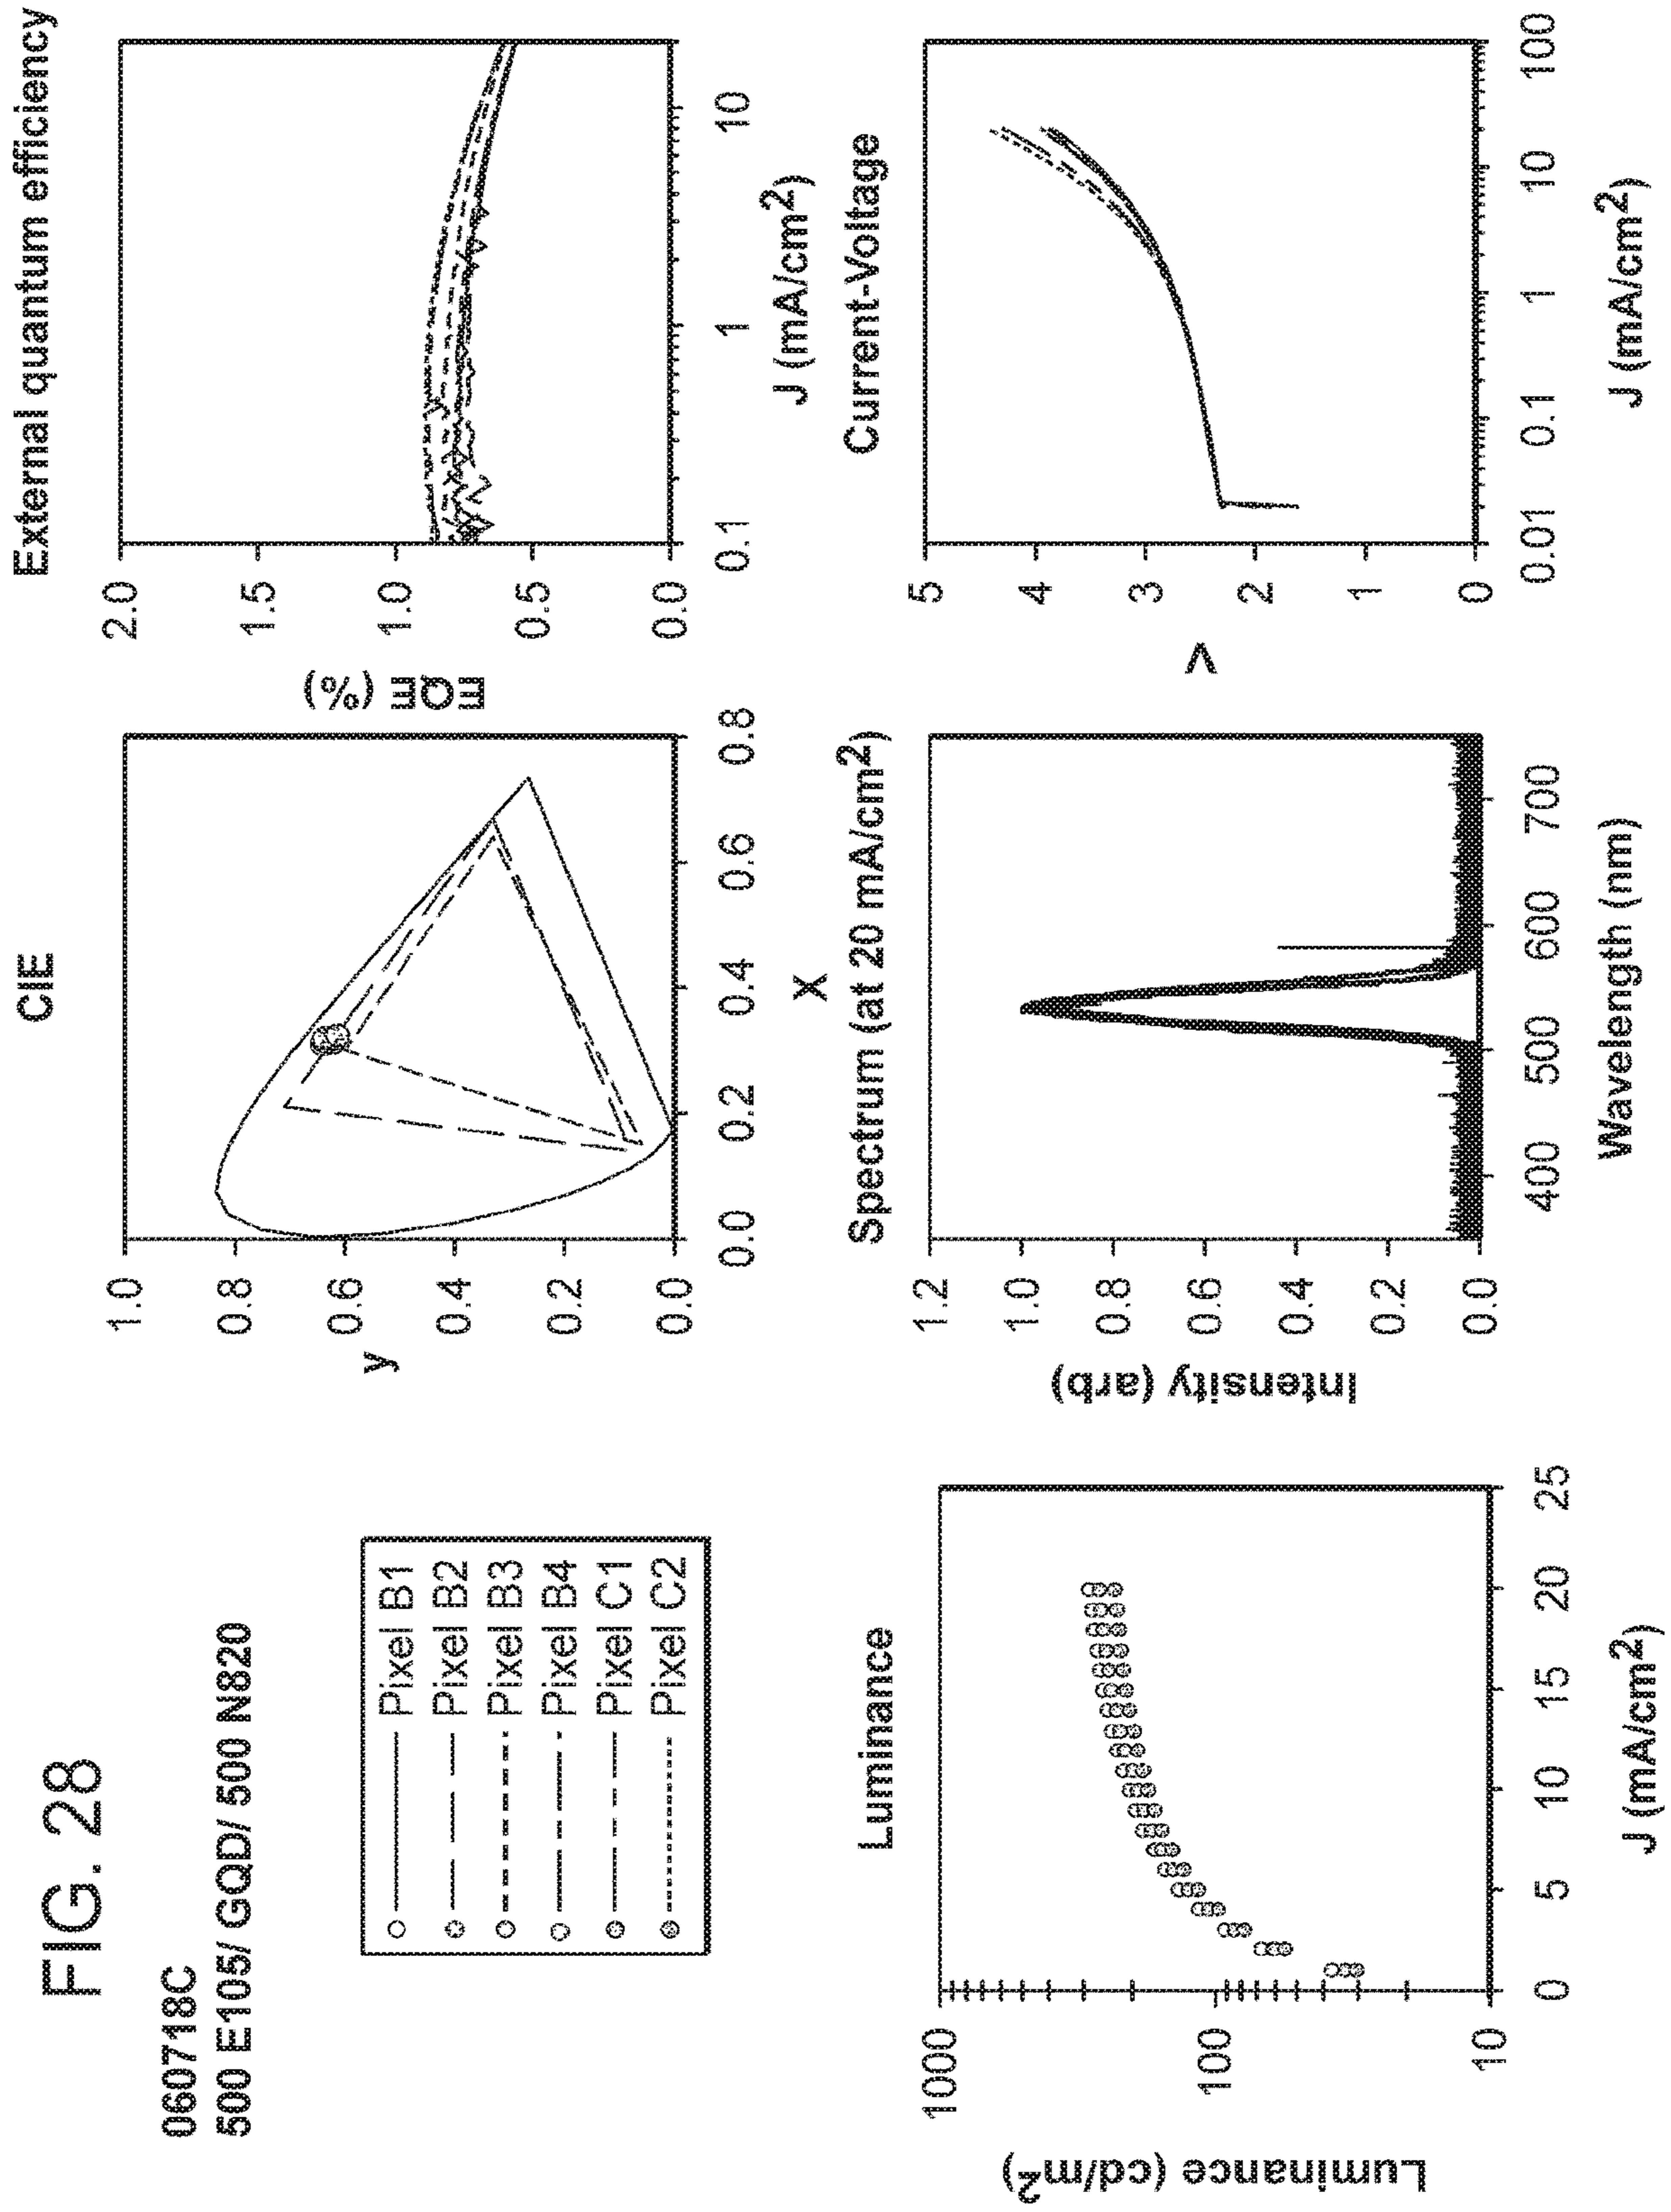 FIG. 28
060718C
500 E105/ GQD/ 500 N820
Pixel B1
Pixel B2
Pixel B3
Pixel B4
Pixel C1
Pixel C2
CIE
1.0
0.8
0.6
0.4
0.2
0.0
y
0.0
0.2
0.4
0.6
0.8
X
External quantum efficiency
2.0
1.5
1.0
0.5
0.0
EQE (%)
0.1
1
10
J (mA/cm²)
Luminance
1000
100
10
Luminance (cd/m²)
0
5
10
15
20
25
J (mA/cm²)
Spectrum (at 20 mA/cm²)
1.2
1.0
0.8
0.6
0.4
0.2
0.0
Intensity (arb)
400
500
600
700
Wavelength (nm)
Current-Voltage
5
4
3
2
1
0
V
0.01
0.1
1
10
100
J (mA/cm²)